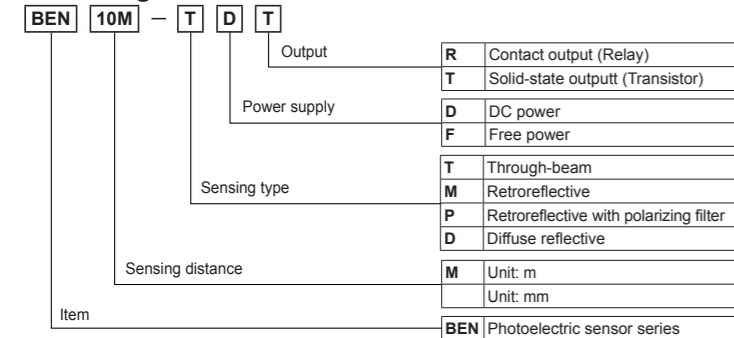 BEN 10M — T D T
Output
R Contact output (Relay)
T Solid-state outputt (Transistor)
Power supply
D DC power
F Free power
Sensing type
T Through-beam
M Retroreflective
P Retroreflective with polarizing filter
D Diffuse reflective
Sensing distance
M Unit: m
Unit: mm
Item
BEN Photoelectric sensor series